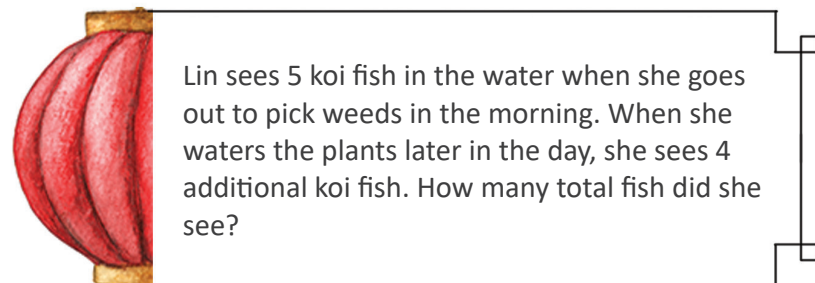 Lin sees 5 koi fish in the water when she goes
out to pick weeds in the morning. When she
waters the plants later in the day, she sees 4
additional koi fish. How many total fish did she
see?